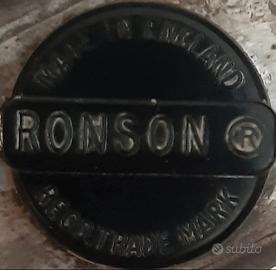 MADE IN ENGLAND
RONSON ®
REGD TRADE MARK
subito